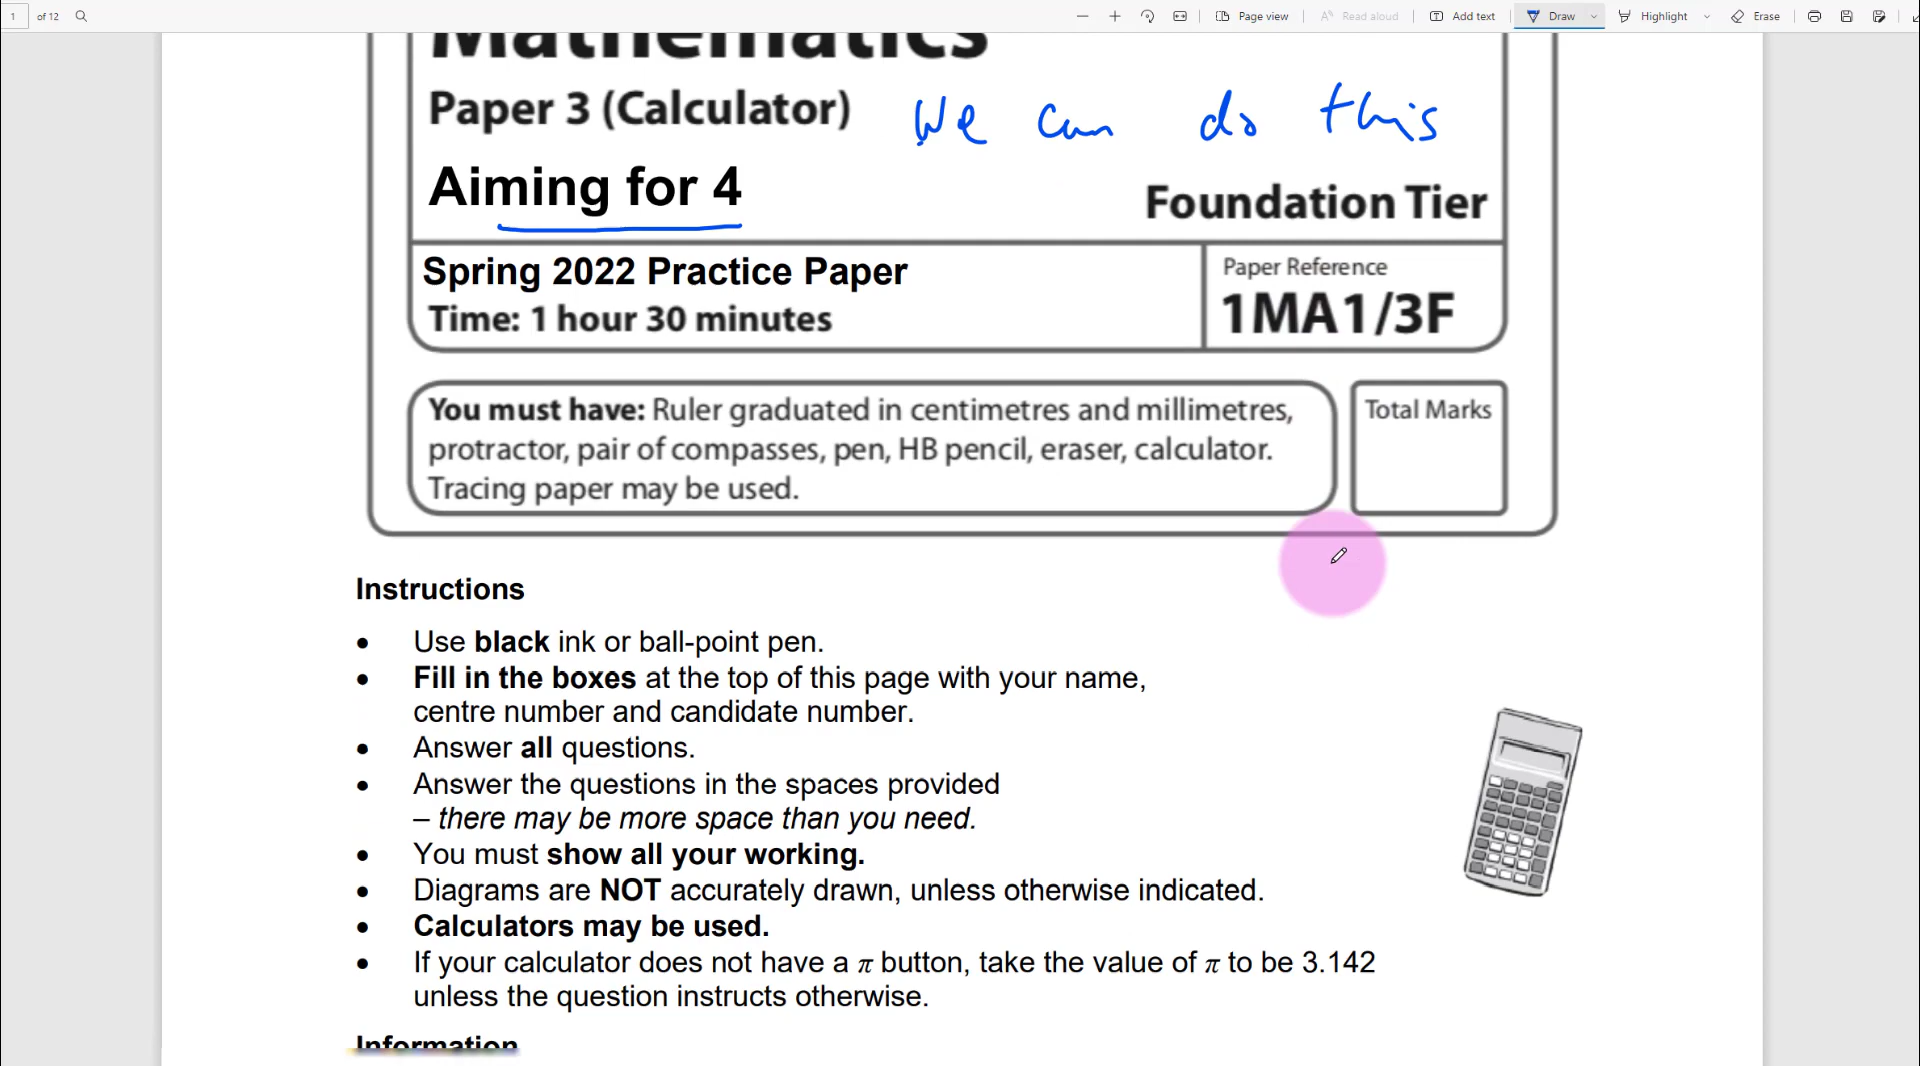 1 of 12 Page view Read aloud Add text Draw Highlight Erase
Mathematics
Paper 3 (Calculator) We can do this
Aiming for 4
Foundation Tier
Spring 2022 Practice Paper
Time: 1 hour 30 minutes
Paper Reference
1MA1/3F
You must have: Ruler graduated in centimetres and millimetres,
protractor, pair of compasses, pen, HB pencil, eraser, calculator.
Tracing paper may be used.
Total Marks
Instructions
• Use black ink or ball-point pen.
• Fill in the boxes at the top of this page with your name,
centre number and candidate number.
• Answer all questions.
• Answer the questions in the spaces provided
– there may be more space than you need.
• You must show all your working.
• Diagrams are NOT accurately drawn, unless otherwise indicated.
• Calculators may be used.
• If your calculator does not have a π button, take the value of π to be 3.142
unless the question instructs otherwise.
Information